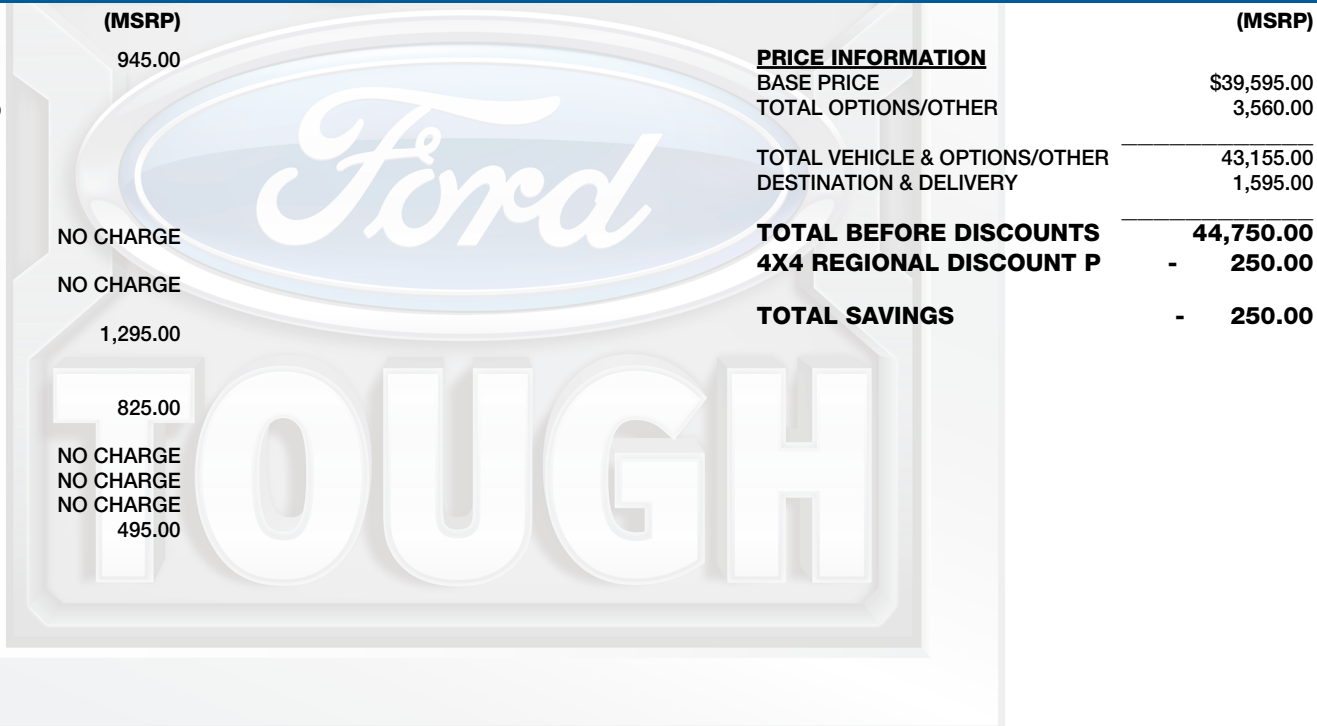 (MSRP)
945.00
NO CHARGE
NO CHARGE
1,295.00
825.00
NO CHARGE
NO CHARGE
NO CHARGE
495.00
Ford
TOUGH
(MSRP)
PRICE INFORMATION
BASE PRICE $39,595.00
TOTAL OPTIONS/OTHER 3,560.00
TOTAL VEHICLE & OPTIONS/OTHER 43,155.00
DESTINATION & DELIVERY 1,595.00
TOTAL BEFORE DISCOUNTS 44,750.00
4X4 REGIONAL DISCOUNT P - 250.00
TOTAL SAVINGS - 250.00